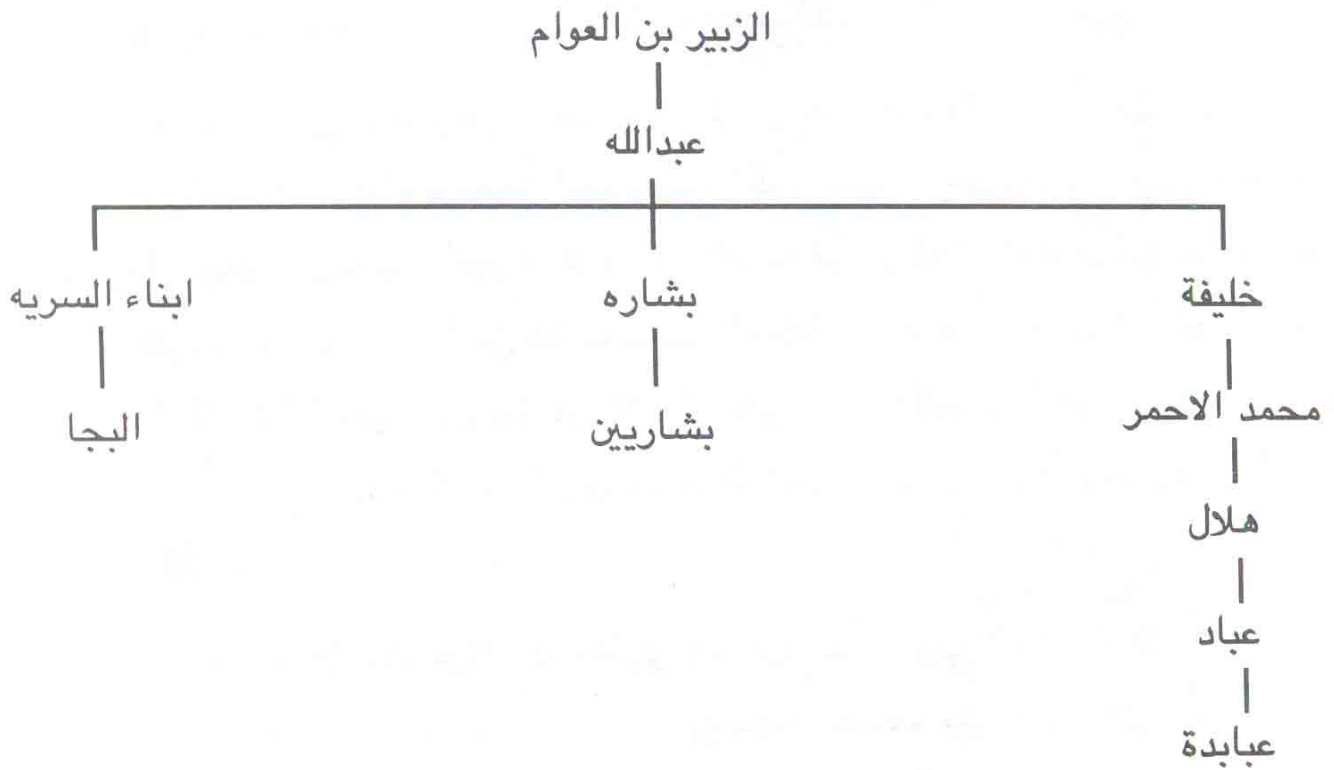 الزبير بن العوام
عبدالله
خليفة
بشاره
ابناء السريه
محمد الاحمر
بشاريين
البجا
هلال
عباد
عبابدة